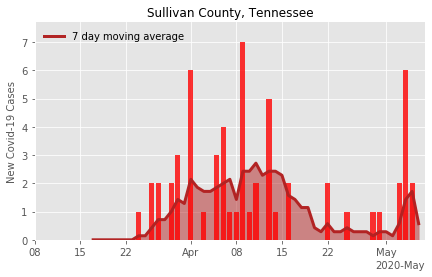 Sullivan County, Tennessee
7 day moving average
New Covid-19 Cases
7
6
5
4
3
2
1
0
08 15 22 Apr 08 15 22 May
2020-May